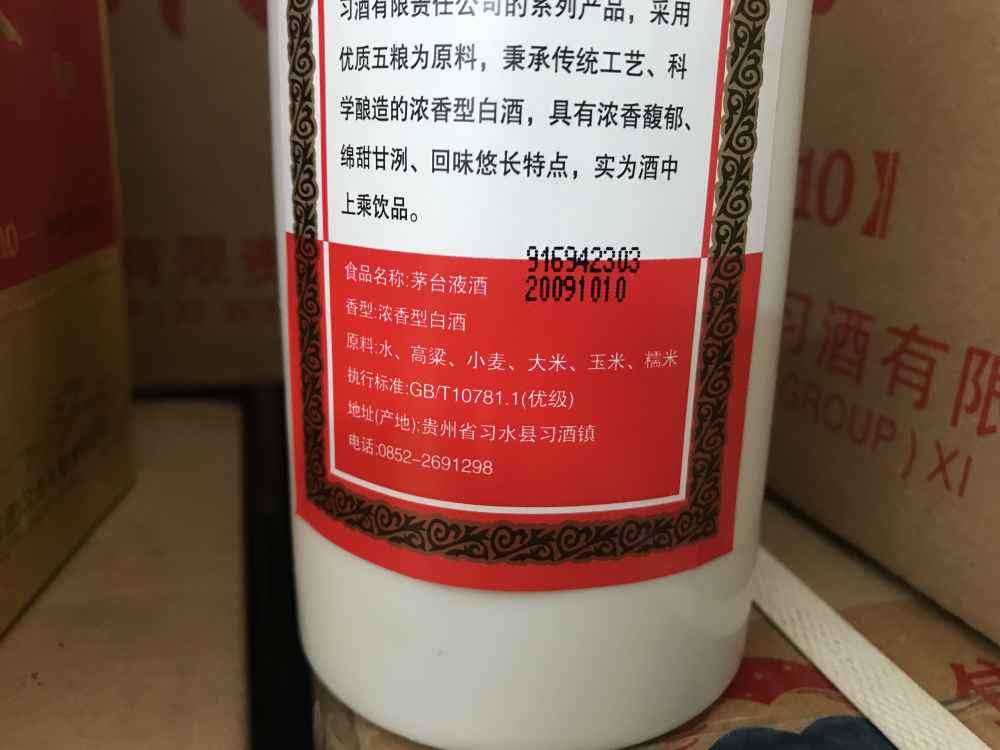 习酒有限责任公司的系列产品，采用
优质五粮为原料，秉承传统工艺、科
学酿造的浓香型白酒，具有浓香馥郁、
绵甜甘洌、回味悠长特点，实为酒中
上乘饮品。
916942303
20091010
食品名称:茅台液酒
香型:浓香型白酒
原料:水、高粱、小麦、大米、玉米、糯米
执行标准:GB/T10781.1(优级)
地址(产地):贵州省习水县习酒镇
电话:0852-2691298
10】
习酒有限
GROUP) XI